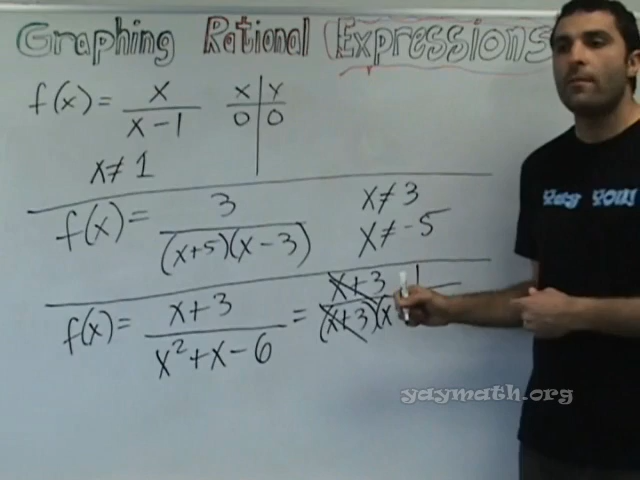 Graphing Rational Expressions
f(x) = x / (x - 1)
X | Y
0 | 0
x ≠ 1
f(x) = 3 / ((x+5)(x - 3))
x ≠ 3
x ≠ -5
f(x) = (x+3) / (x² + x - 6) = (x+3) / ((x+3)(x 1
yaymath.org